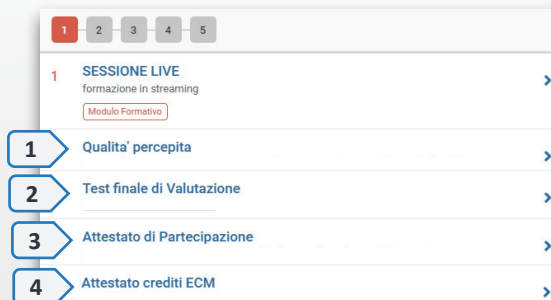 1 2 3 4 5
1 SESSIONE LIVE
formazione in streaming
Modulo Formativo
1 Qualita' percepita
2 Test finale di Valutazione
3 Attestato di Partecipazione
4 Attestato crediti ECM